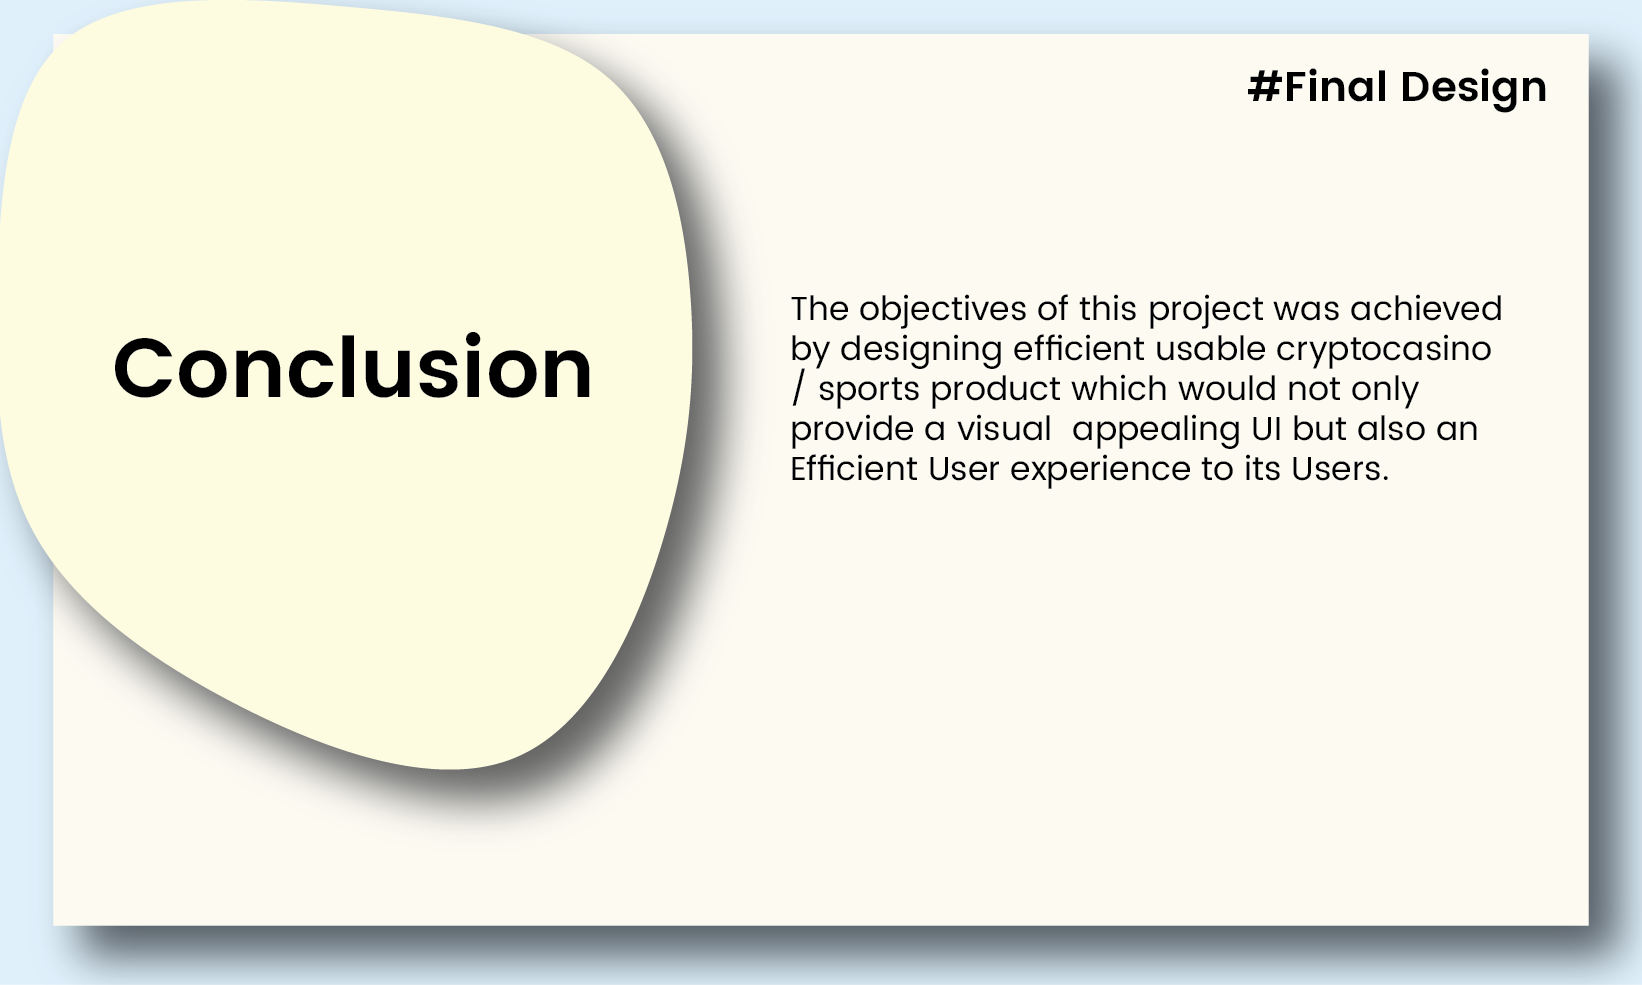 #Final Design
Conclusion
The objectives of this project was achieved
by designing efficient usable cryptocasino
/ sports product which would not only
provide a visual  appealing UI but also an
Efficient User experience to its Users.